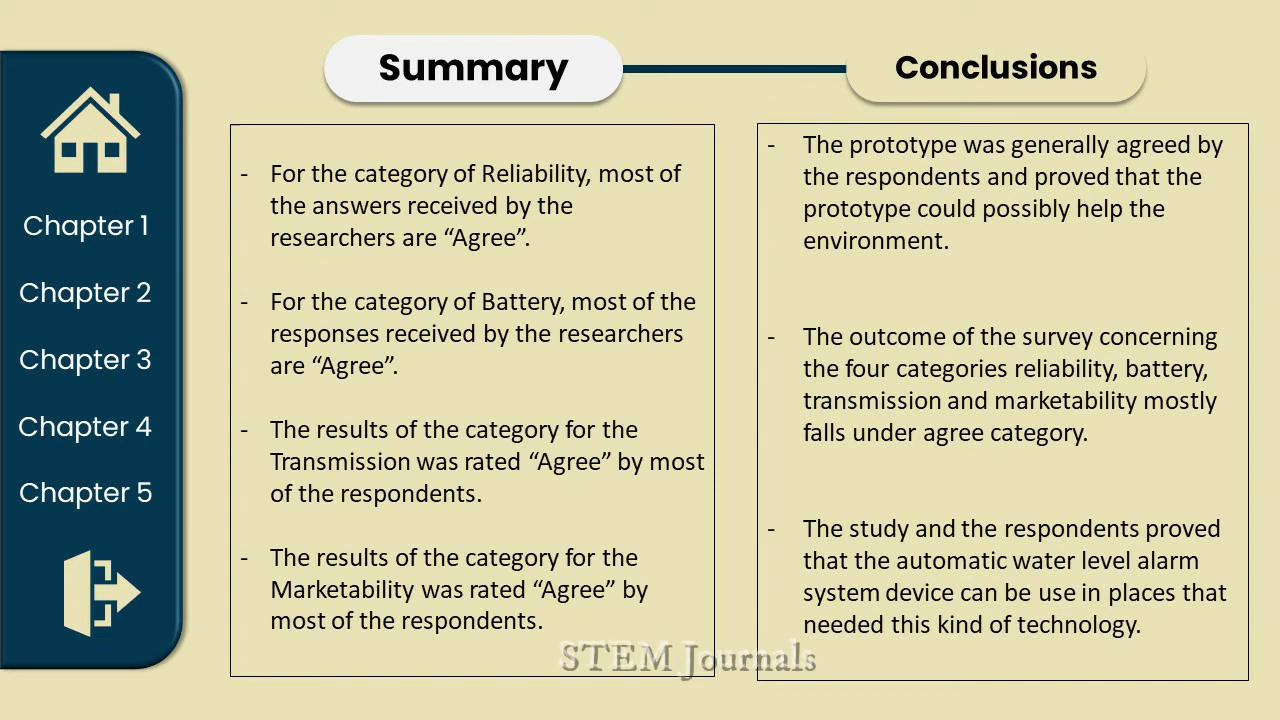 Summary
Conclusions
Chapter 1
Chapter 2
Chapter 3
Chapter 4
Chapter 5
- For the category of Reliability, most of
the answers received by the
researchers are “Agree”.
- For the category of Battery, most of the
responses received by the researchers
are “Agree”.
- The results of the category for the
Transmission was rated “Agree” by most
of the respondents.
- The results of the category for the
Marketability was rated “Agree” by
most of the respondents.
- The prototype was generally agreed by
the respondents and proved that the
prototype could possibly help the
environment.
- The outcome of the survey concerning
the four categories reliability, battery,
transmission and marketability mostly
falls under agree category.
- The study and the respondents proved
that the automatic water level alarm
system device can be use in places that
needed this kind of technology.
STEM Journals